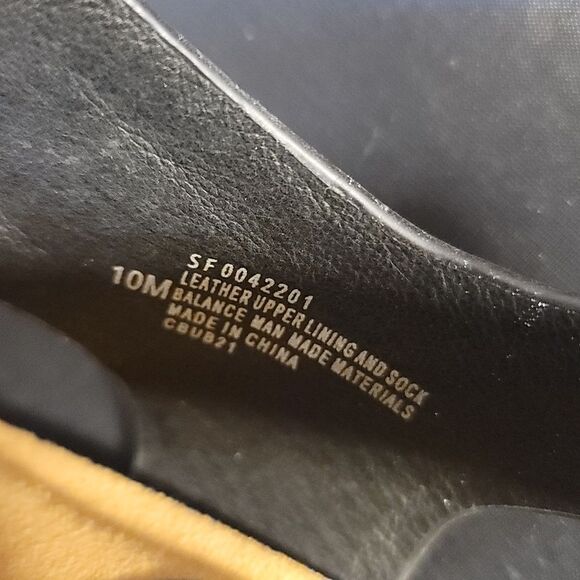 SF0042201
10M LEATHER UPPER LINING AND SOCK
BALANCE MAN MADE MATERIALS
MADE IN CHINA
CBUB21